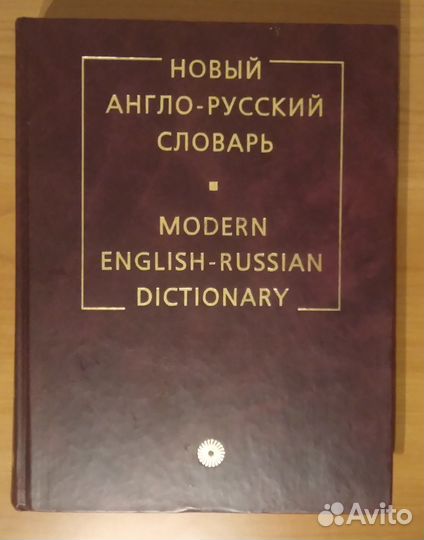 НОВЫЙ
АНГЛО-РУССКИЙ
СЛОВАРЬ
MODERN
ENGLISH-RUSSIAN
DICTIONARY
Avito